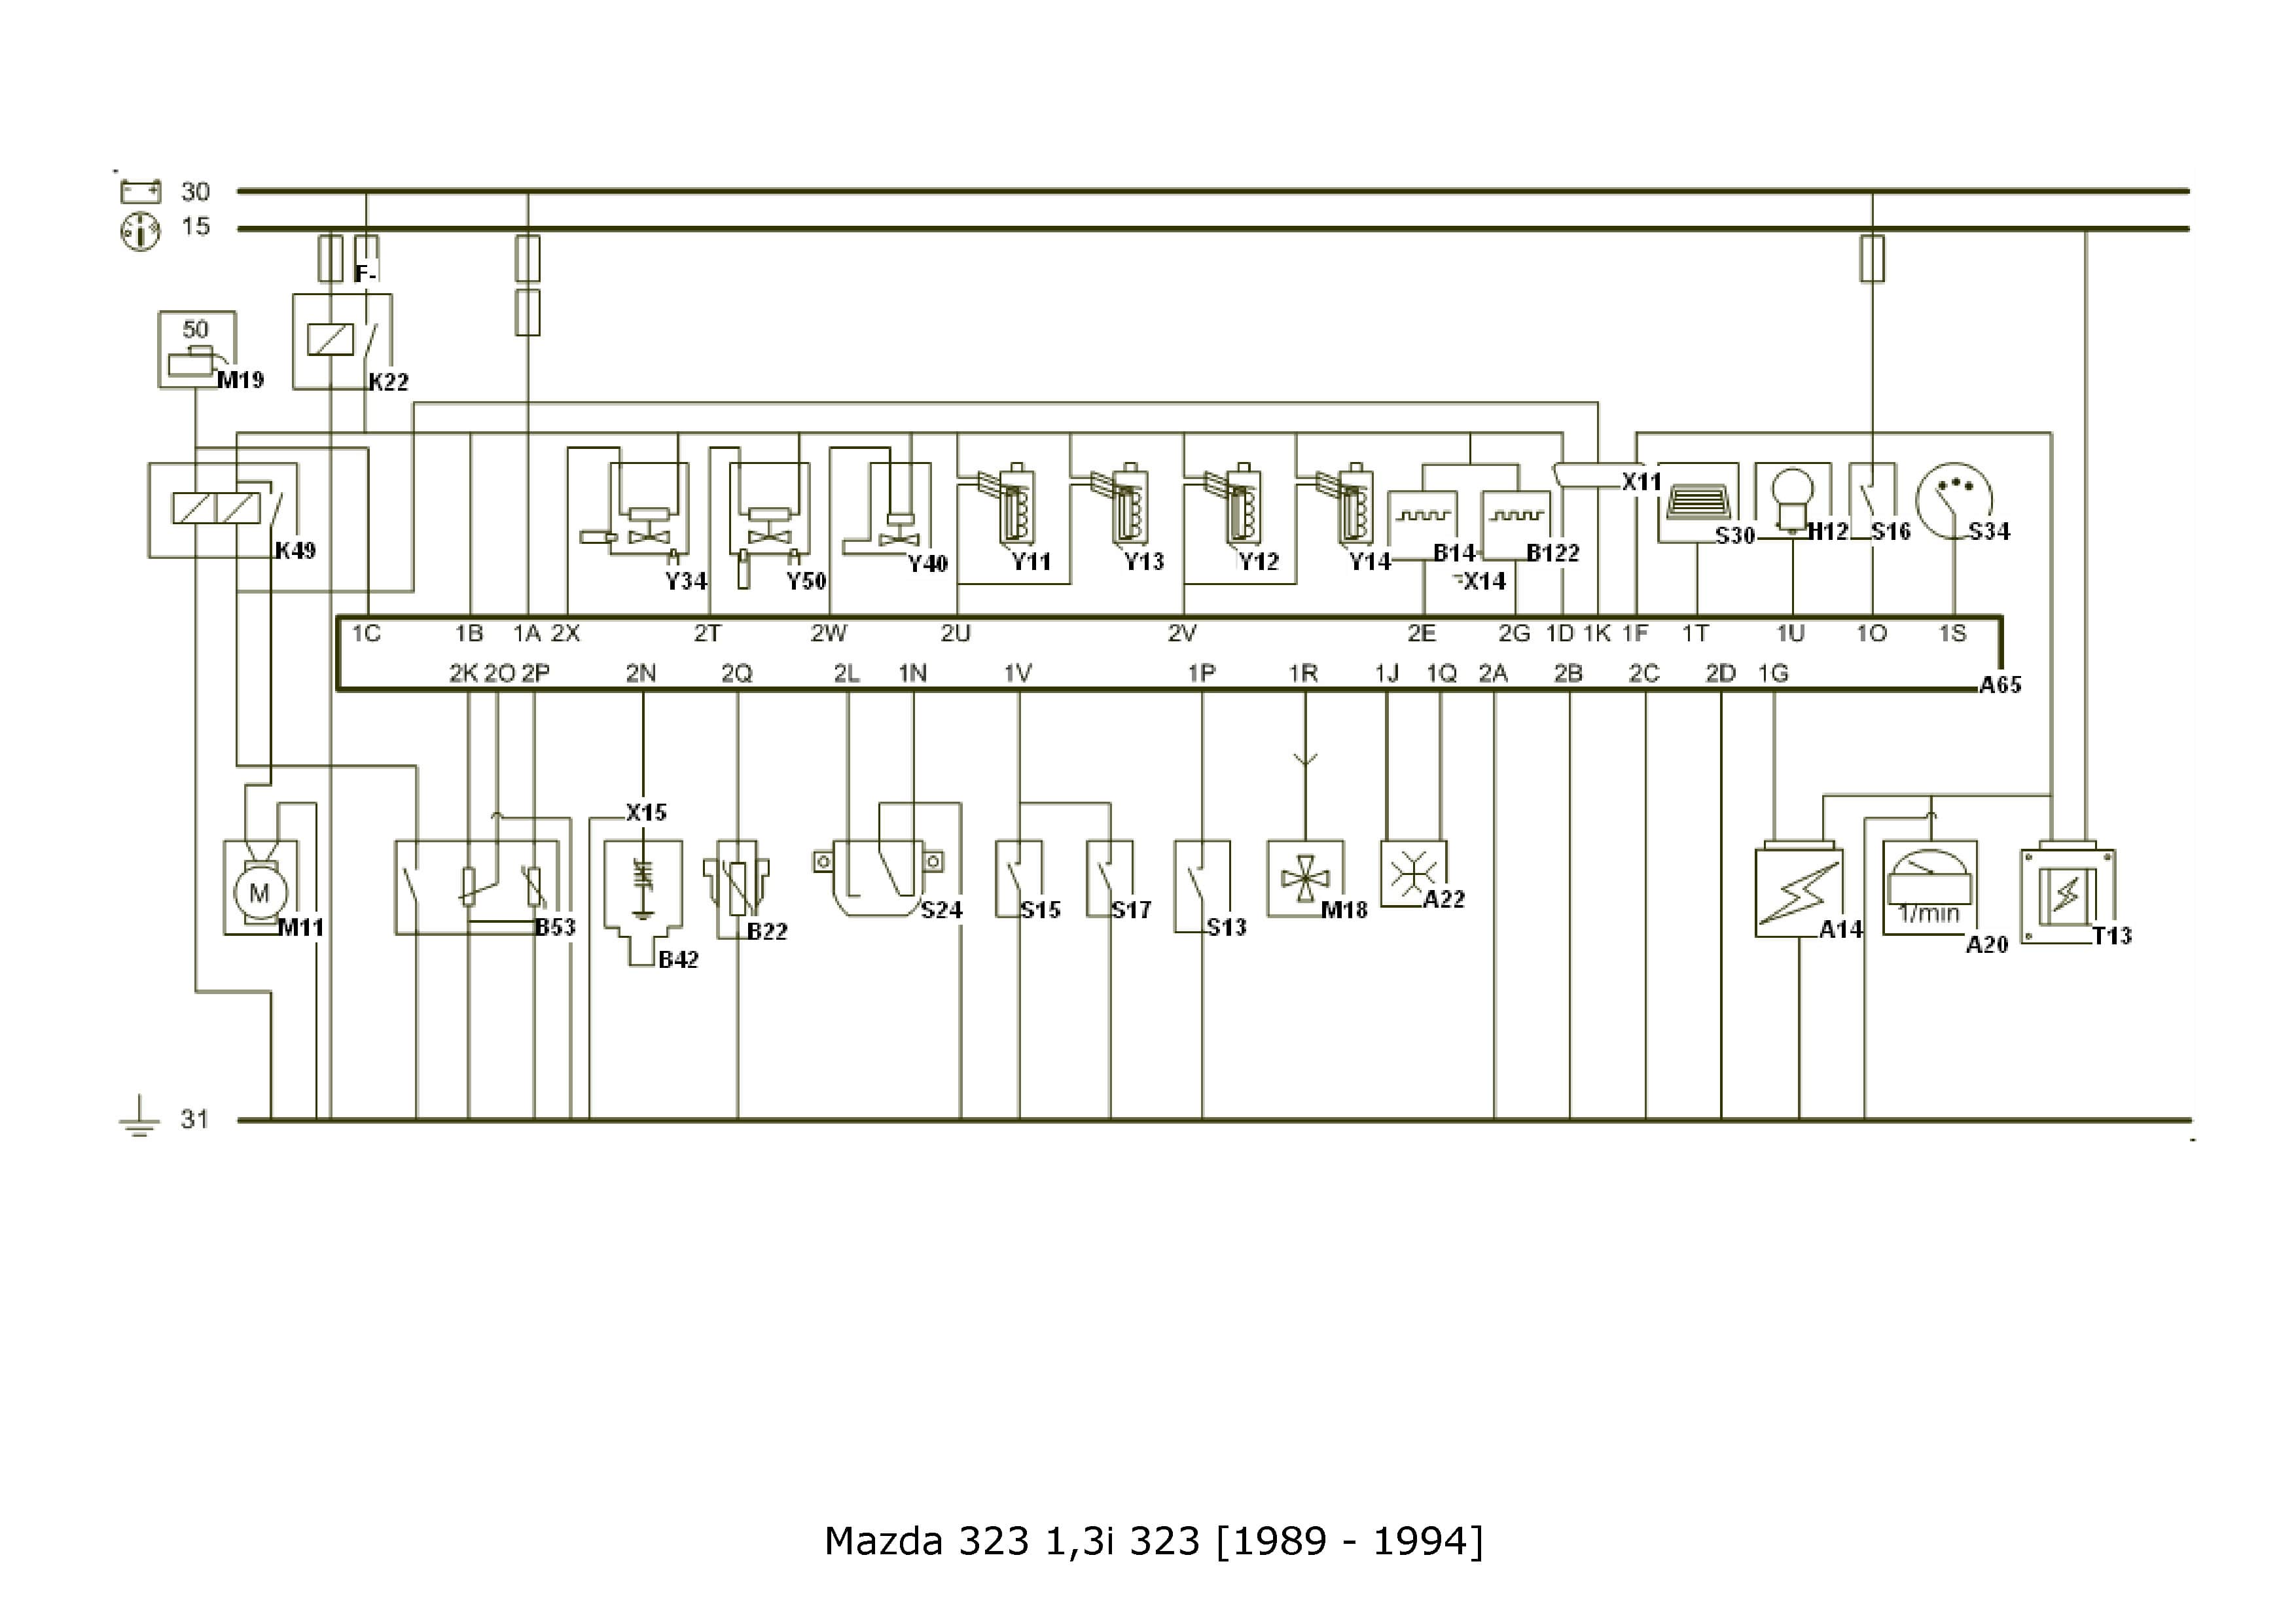 30
15
F-
50
M19
K22
K49
X11
S30
H12
S16
S34
Y34
Y50
Y40
Y11
Y13
Y12
Y14
B14
B122
X14
1C 1B 1A 2X 2T 2W 2U 2V 2E 2G 1D 1K 1F 1T 1U 1O 1S
2K 2O 2P 2N 2Q 2L 1N 1V 1P 1R 1J 1Q 2A 2B 2C 2D 1G
A65
X15
M
M11
B53
B42
B22
S24
S15
S17
S13
M18
A22
A14
1/min
A20
T13
31
Mazda 323 1,3i 323 [1989 - 1994]